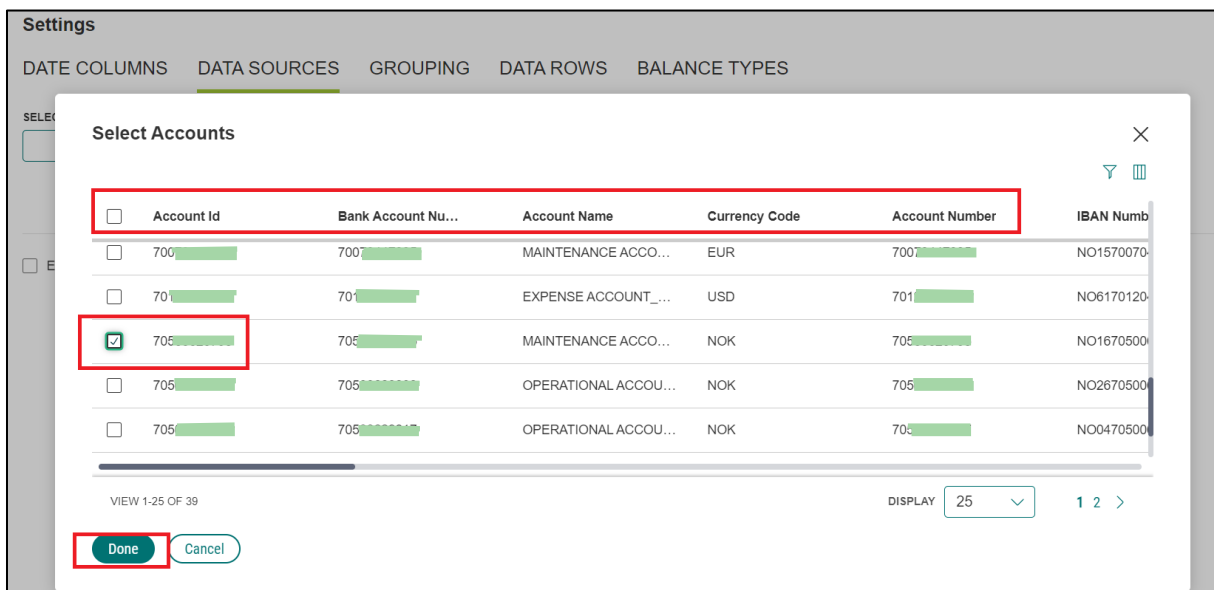 Settings
DATE COLUMNS DATA SOURCES GROUPING DATA ROWS BALANCE TYPES
SELEC
Select Accounts
Account Id Bank Account Nu... Account Name Currency Code Account Number IBAN Numb
700 7007 MAINTENANCE ACCO... EUR 7007 NO1570070
E
701 701 EXPENSE ACCOUNT_... USD 701 NO6170120
705 705 MAINTENANCE ACCO... NOK 705 NO1670500
705 705 OPERATIONAL ACCOU... NOK 705 NO2670500
705 705 OPERATIONAL ACCOU... NOK 705 NO0470500
VIEW 1-25 OF 39 DISPLAY 25 1 2 >
Done Cancel